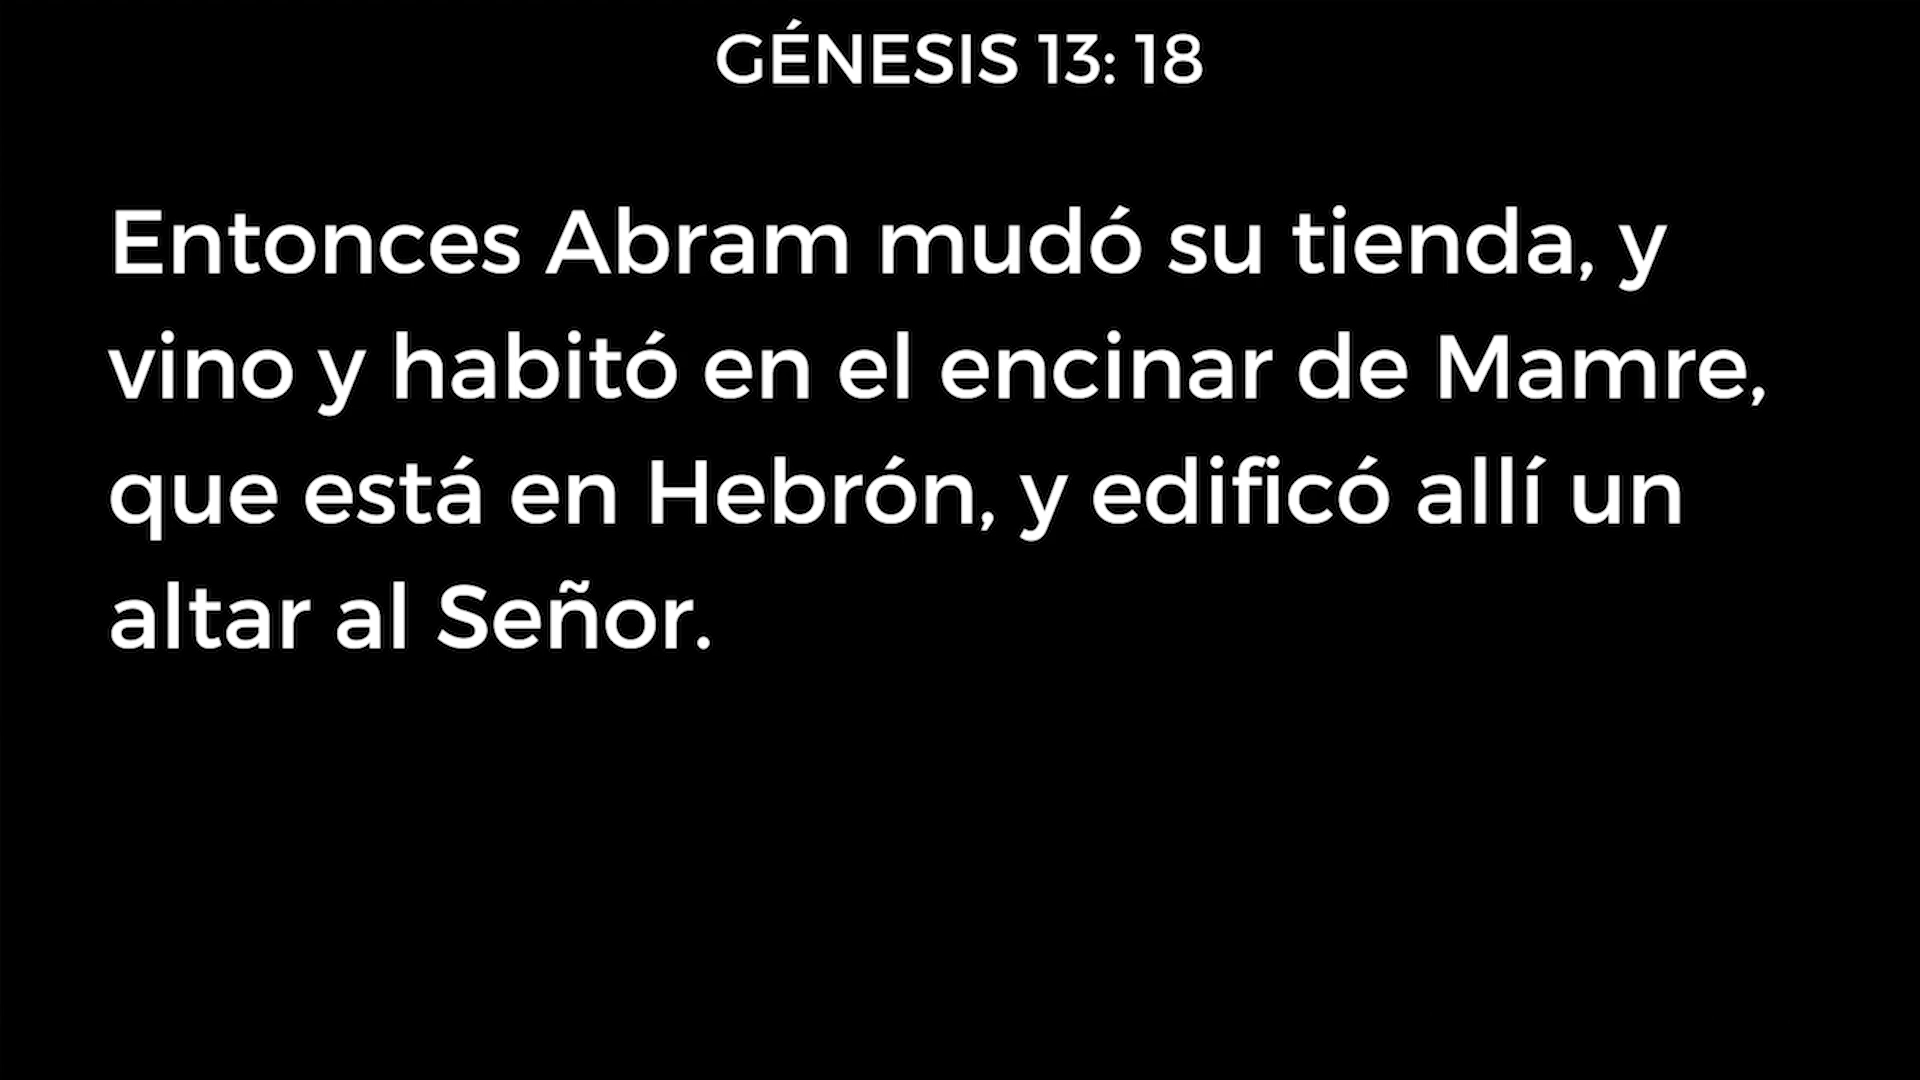 GÉNESIS 13: 18
Entonces Abram mudó su tienda, y
vino y habitó en el encinar de Mamre,
que está en Hebrón, y edificó allí un
altar al Señor.